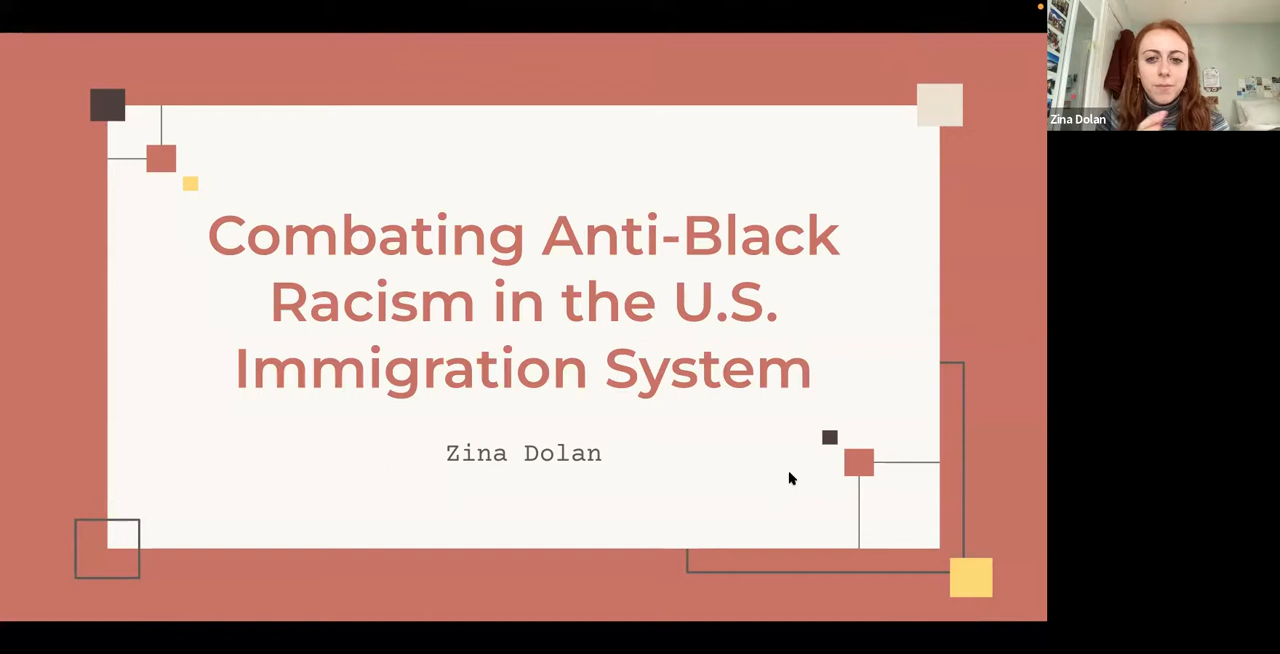 Combating Anti-Black
Racism in the U.S.
Immigration System
Zina Dolan
Zina Dolan